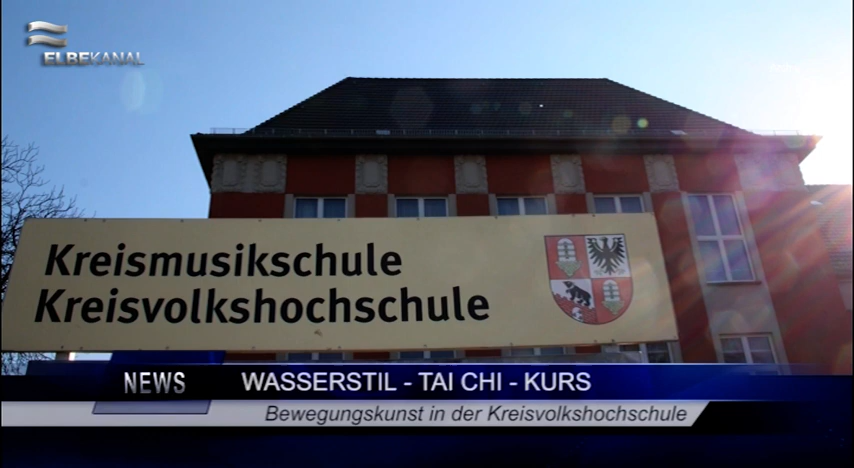 ELBEKANAL
Kreismusikschule
Kreisvolkshochschule
NEWS
WASSERSTIL - TAI CHI - KURS
Bewegungskunst in der Kreisvolkshochschule